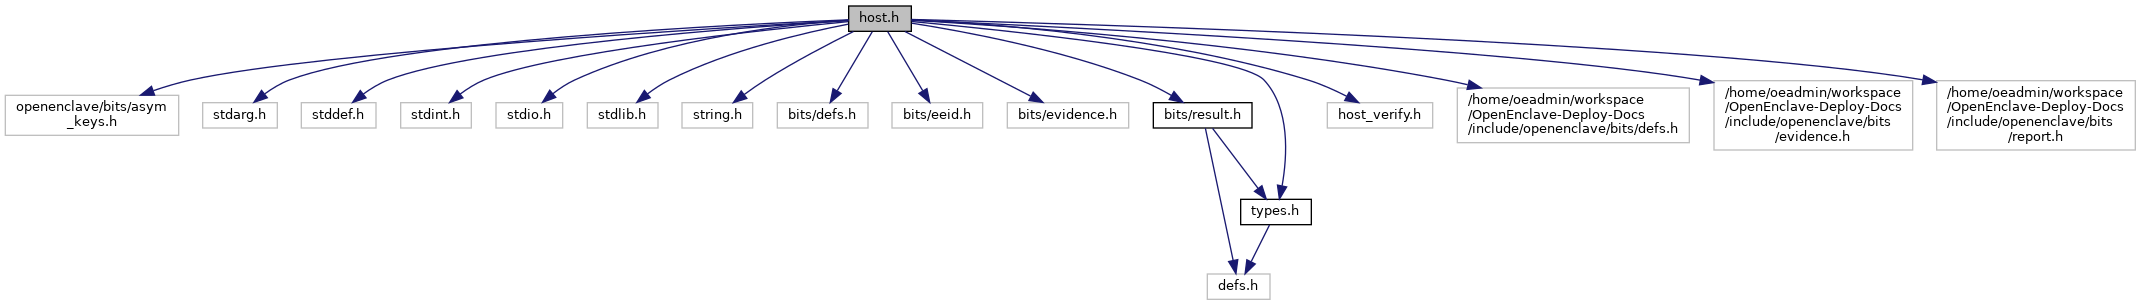 host.h
openenclave/bits/asym
_keys.h
stdarg.h
stddef.h
stdint.h
stdio.h
stdlib.h
string.h
bits/defs.h
bits/eeid.h
bits/evidence.h
bits/result.h
host_verify.h
/home/oeadmin/workspace
/OpenEnclave-Deploy-Docs
/include/openenclave/bits/defs.h
/home/oeadmin/workspace
/OpenEnclave-Deploy-Docs
/include/openenclave/bits
/evidence.h
/home/oeadmin/workspace
/OpenEnclave-Deploy-Docs
/include/openenclave/bits
/report.h
types.h
defs.h